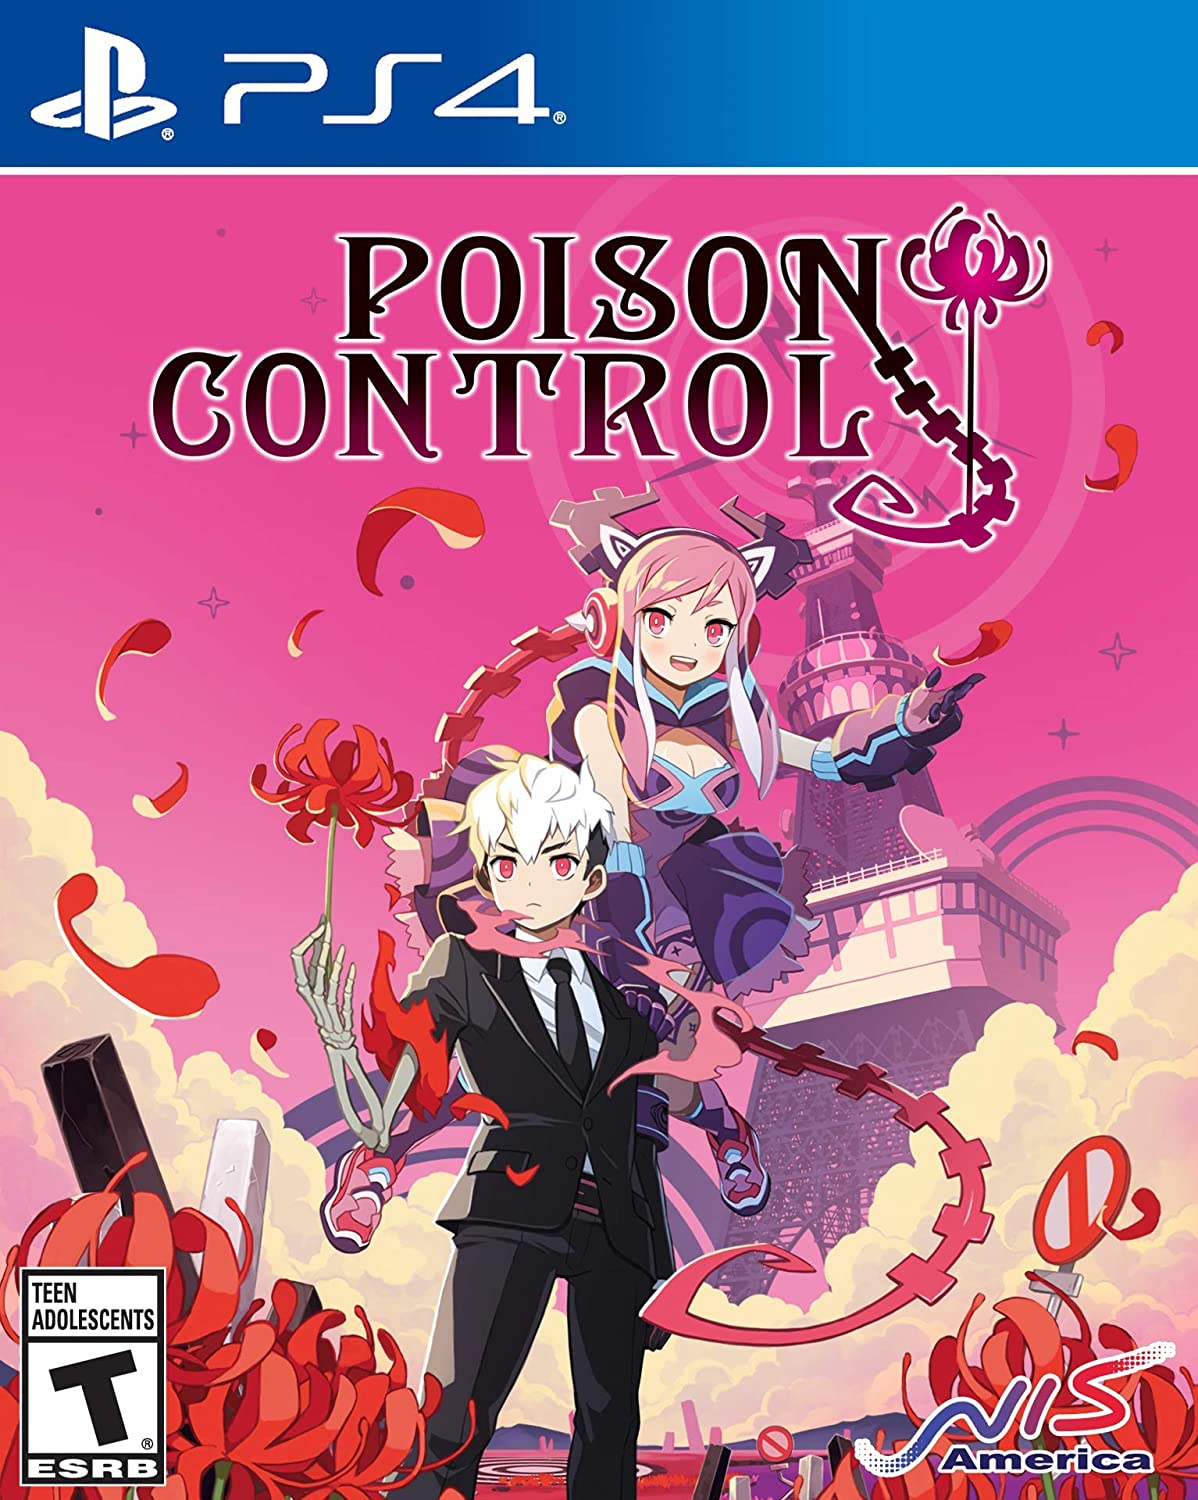 PS4
POISON
CONTROL
TEEN
ADOLESCENTS
T
ESRB
NIS
America